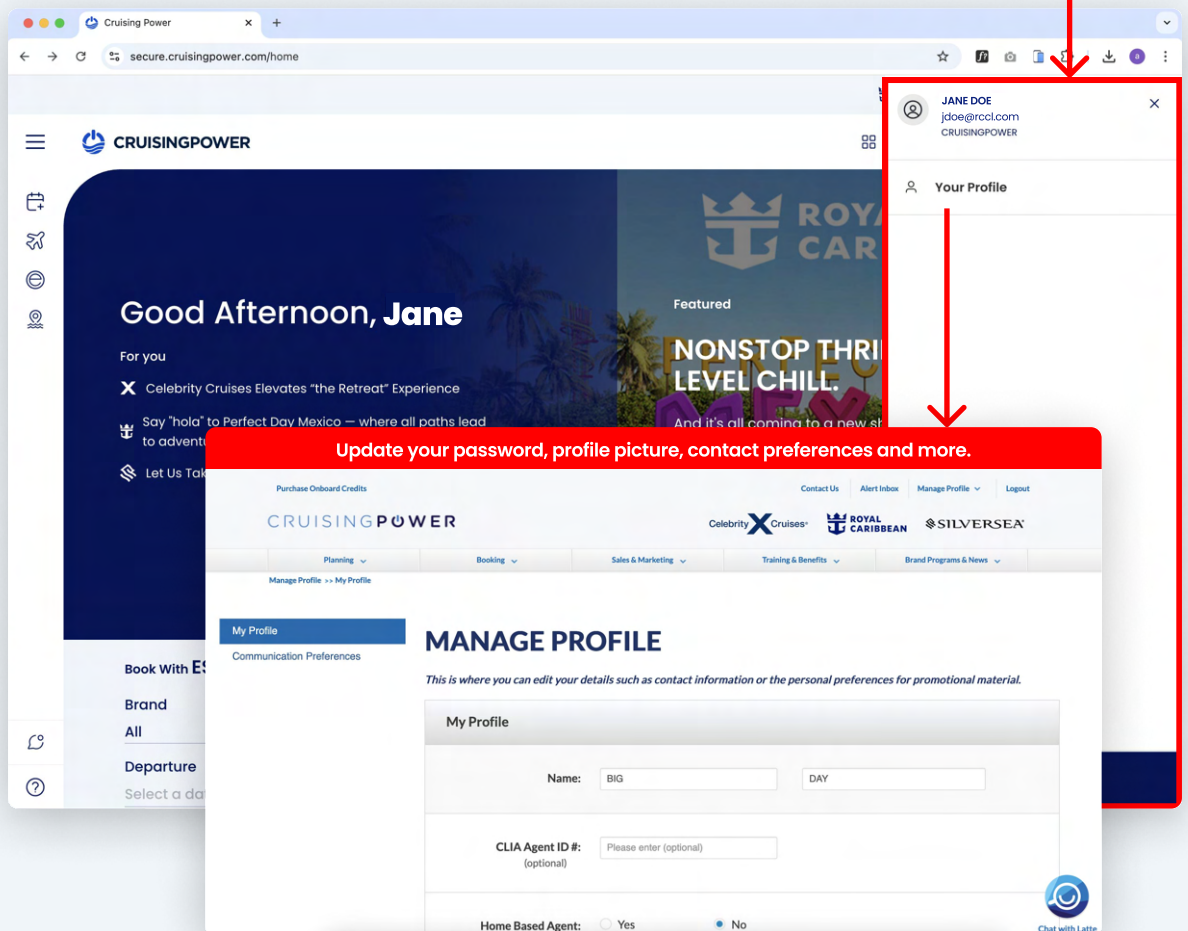 Cruising Power
secure.cruisingpower.com/home
a
JANE DOE
jdoe@rccl.com
CRUISINGPOWER
CRUISINGPOWER
Your Profile
ROYA
CAR
Good Afternoon, Jane
Featured
For you
NONSTOP THRI
LEVEL CHILL.
X Celebrity Cruises Elevates “the Retreat” Experience
Say "hola" to Perfect Day Mexico — where all paths lead
to adventu
And it's all coming to a new sh
Let Us Tak
Update your password, profile picture, contact preferences and more.
Purchase Onboard Credits
Contact Us
Alert Inbox
Manage Profile
Logout
CRUISINGPOWER
Celebrity X Cruises®
ROYAL
CARIBBEAN
SILVERSEA
Planning
Booking
Sales & Marketing
Training & Benefits
Brand Programs & News
Manage Profile >> My Profile
My Profile
Communication Preferences
MANAGE PROFILE
This is where you can edit your details such as contact information or the personal preferences for promotional material.
Book With ES
Brand
All
Departure
Select a da
My Profile
Name: BIG DAY
CLIA Agent ID #: Please enter (optional)
(optional)
Home Based Agent: Yes No
Chat with Latte